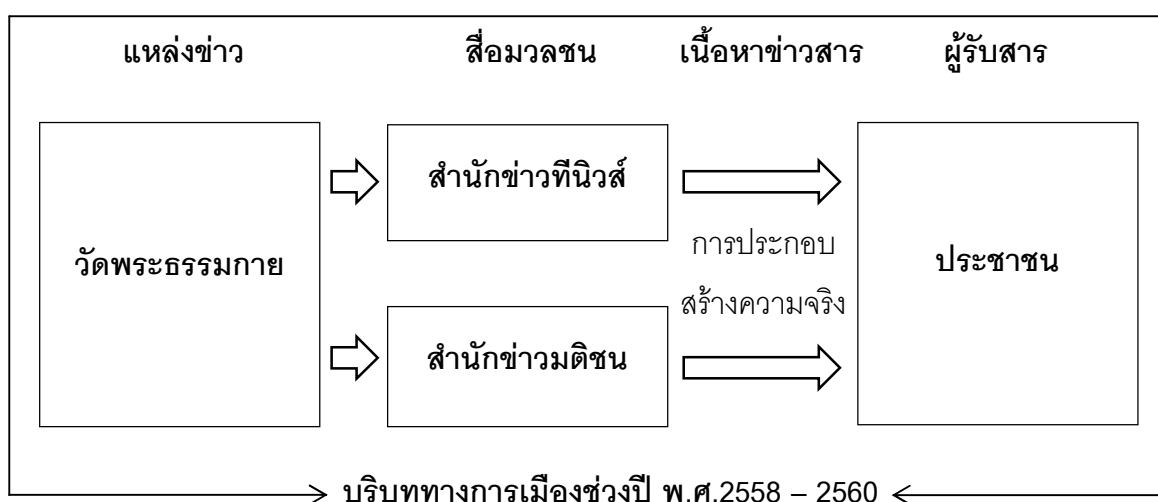 แหล่งข่าว สื่อมวลชน เนื้อหาข่าวสาร ผู้รับสาร
สำนักข่าวทีนิวส์
วัดพระธรรมกาย
การประกอบ
สร้างความจริง
ประชาชน
สำนักข่าวมติชน
บริบททางการเมืองช่วงปี พ.ศ.2558 – 2560